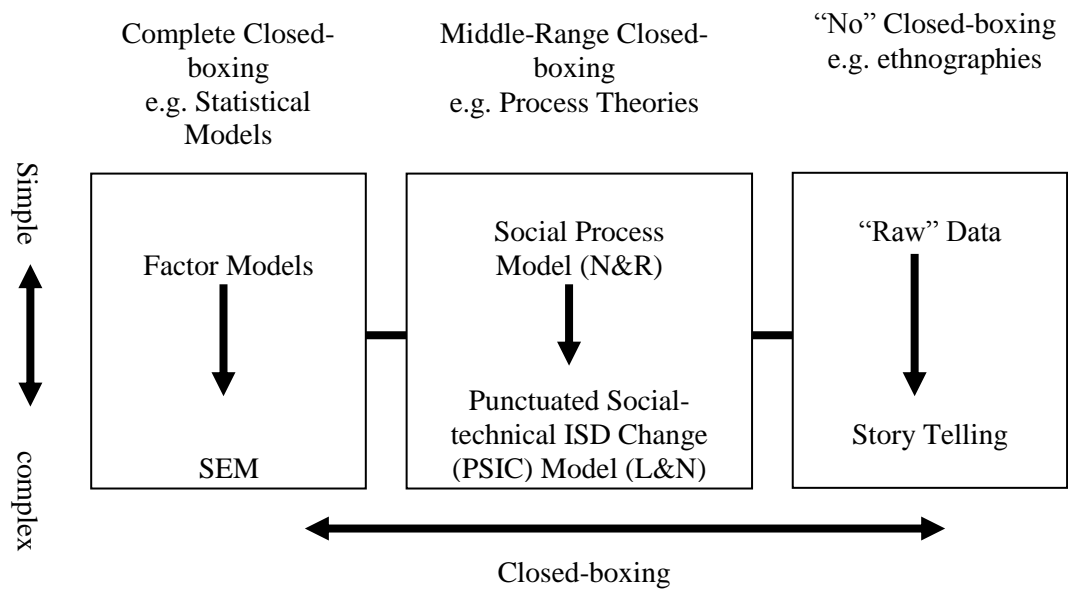 Complete Closed-
boxing
e.g. Statistical
Models
Middle-Range Closed-
boxing
e.g. Process Theories
“No” Closed-boxing
e.g. ethnographies
Simple
complex
Factor Models
SEM
Social Process
Model (N&R)
Punctuated Social-
technical ISD Change
(PSIC) Model (L&N)
“Raw” Data
Story Telling
Closed-boxing